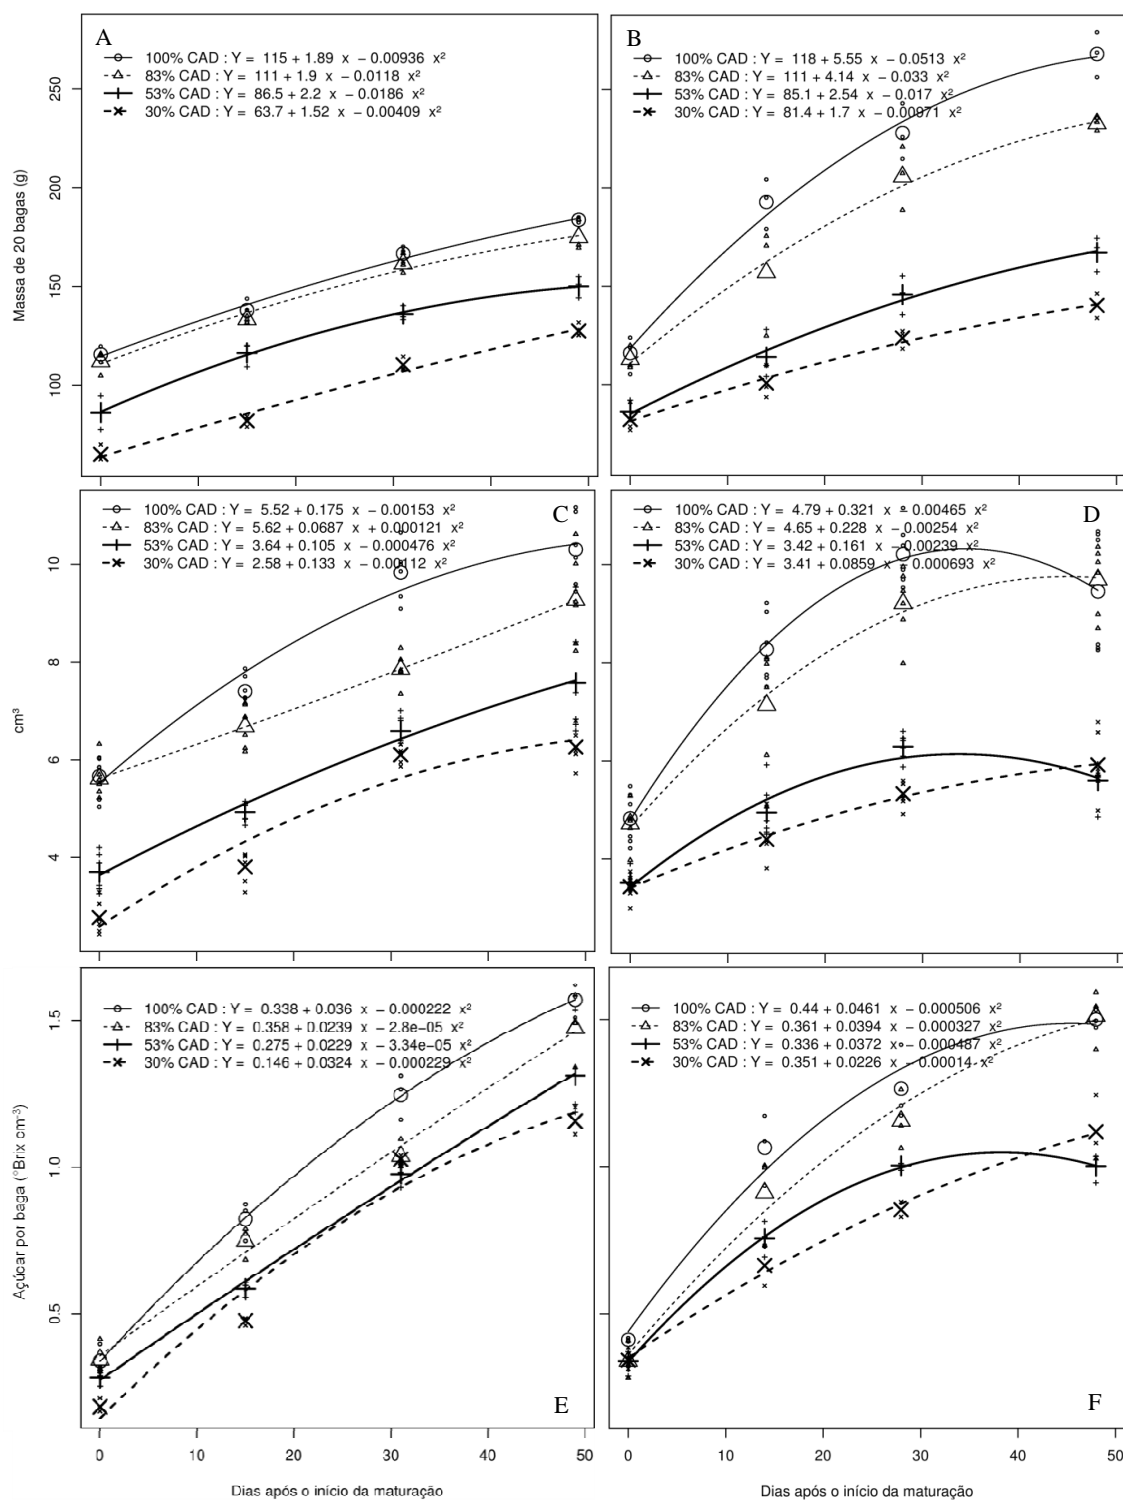 A
100% CAD : Y = 115 + 1.89 x − 0.00936 x²
83% CAD : Y = 111 + 1.9 x − 0.0118 x²
53% CAD : Y = 86.5 + 2.2 x − 0.0186 x²
30% CAD : Y = 63.7 + 1.52 x − 0.00409 x²
B
100% CAD : Y = 118 + 5.55 x − 0.0513 x²
83% CAD : Y = 111 + 4.14 x − 0.033 x²
53% CAD : Y = 85.1 + 2.54 x − 0.017 x²
30% CAD : Y = 81.4 + 1.7 x − 0.00971 x²
Massa de 20 bagas (g)
250
200
150
100
C
100% CAD : Y = 5.52 + 0.175 x − 0.00153 x²
83% CAD : Y = 5.62 + 0.0687 x + 0.000121 x²
53% CAD : Y = 3.64 + 0.105 x − 0.000476 x²
30% CAD : Y = 2.58 + 0.133 x − 0.00112 x²
D
100% CAD : Y = 4.79 + 0.321 x − 0.00465 x²
83% CAD : Y = 4.65 + 0.228 x − 0.00254 x²
53% CAD : Y = 3.42 + 0.161 x − 0.00239 x²
30% CAD : Y = 3.41 + 0.0859 x − 0.000693 x²
cm³
10
8
6
4
100% CAD : Y = 0.338 + 0.036 x − 0.000222 x²
83% CAD : Y = 0.358 + 0.0239 x − 2.8e−05 x²
53% CAD : Y = 0.275 + 0.0229 x − 3.34e−05 x²
30% CAD : Y = 0.146 + 0.0324 x − 0.000229 x²
E
100% CAD : Y = 0.44 + 0.0461 x − 0.000506 x²
83% CAD : Y = 0.361 + 0.0394 x − 0.000327 x²
53% CAD : Y = 0.336 + 0.0372 x − 0.000487 x²
30% CAD : Y = 0.351 + 0.0226 x − 0.00014 x²
F
Açúcar por baga (°Brix cm⁻³)
1.5
1.0
0.5
0 10 20 30 40 50
0 10 20 30 40 50
Dias após o início da maturação
Dias após o início da maturação